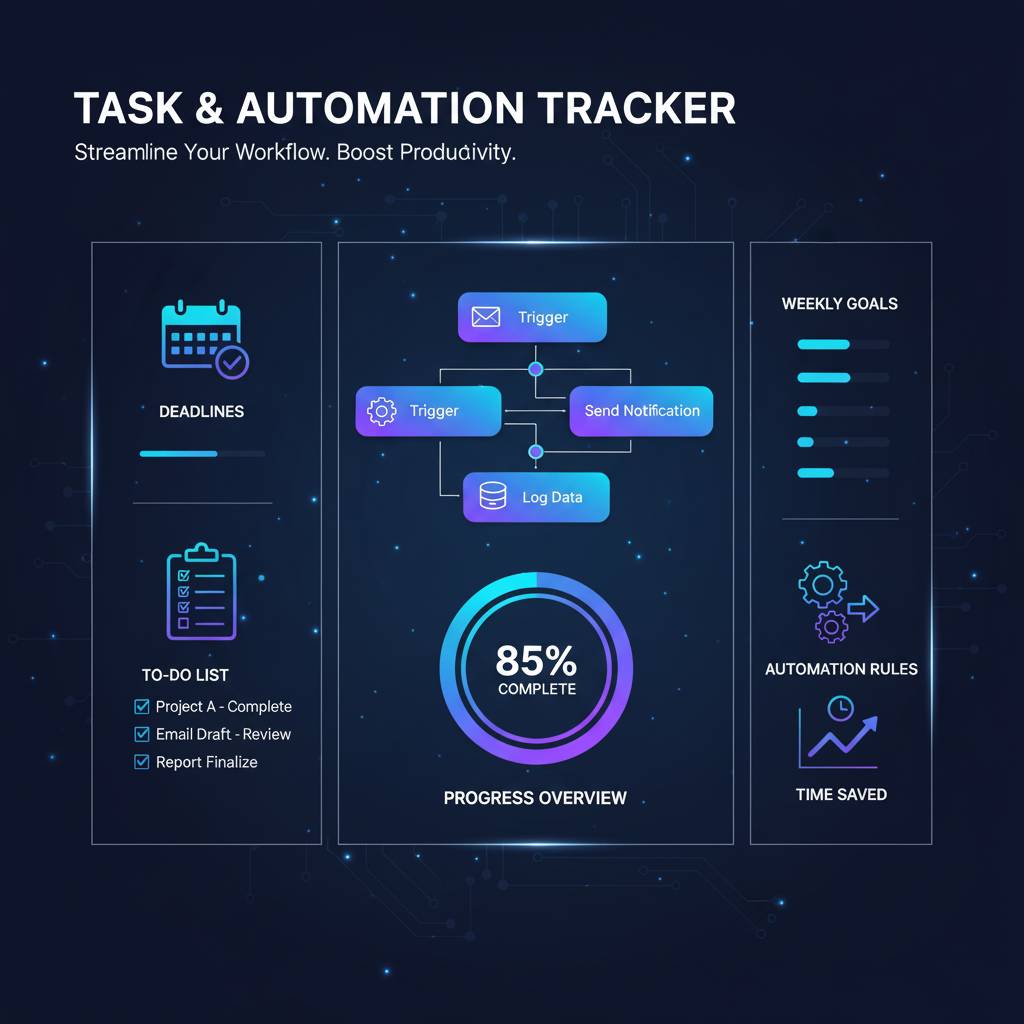 TASK & AUTOMATION TRACKER
Streamline Your Workflow. Boost Produdivity.
DEADLINES
TO-DO LIST
Project A - Complete
Email Draft - Review
Report Finalize
Trigger
Trigger
Send Notification
Log Data
85%
COMPLETE
PROGRESS OVERVIEW
WEEKLY GOALS
AUTOMATION RULES
TIME SAVED